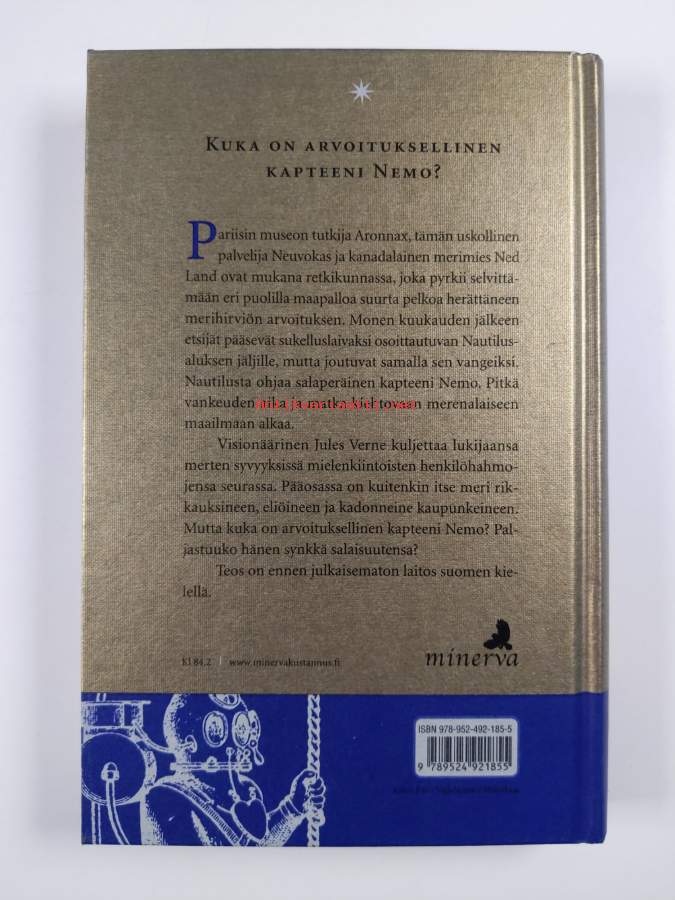 KUKA ON ARVOITUKSELLINEN
KAPTEENI NEMO?
Pariisin museon tutkija Aronnax, tämän uskollinen
palvelija Neuvokas ja kanadalainen merimies Ned
Land ovat mukana retkikunnassa, joka pyrkii selvittä-
mään eri puolilla maapalloa suurta pelkoa herättäneen
merihirviön arvoituksen. Monen kuukauden jälkeen
etsijät pääsevät sukelluslaivaksi osoittautuvan Nautilus-
aluksen jäljille, mutta joutuvat samalla sen vangeiksi.
Nautilusta ohjaa salaperäinen kapteeni Nemo. Pitkä
vankeuden aika ja matka kiehtovaan merenalaiseen
maailmaan alkaa.
Visionäärinen Jules Verne kuljettaa lukijaansa
merten syvyyksissä mielenkiintoisten henkilöhahmo-
jensa seurassa. Pääosassa on kuitenkin itse meri rik-
kauksineen, eliöineen ja kadonneine kaupunkeineen.
Mutta kuka on arvoituksellinen kapteeni Nemo? Pal-
jastuuko hänen synkkä salaisuutensa?
Teos on ennen julkaisematon laitos suomen kie-
lellä.
Kl 84.2 | www.minervakustannus.fi
minerva
ISBN 978-952-492-185-5
9 789524 921855